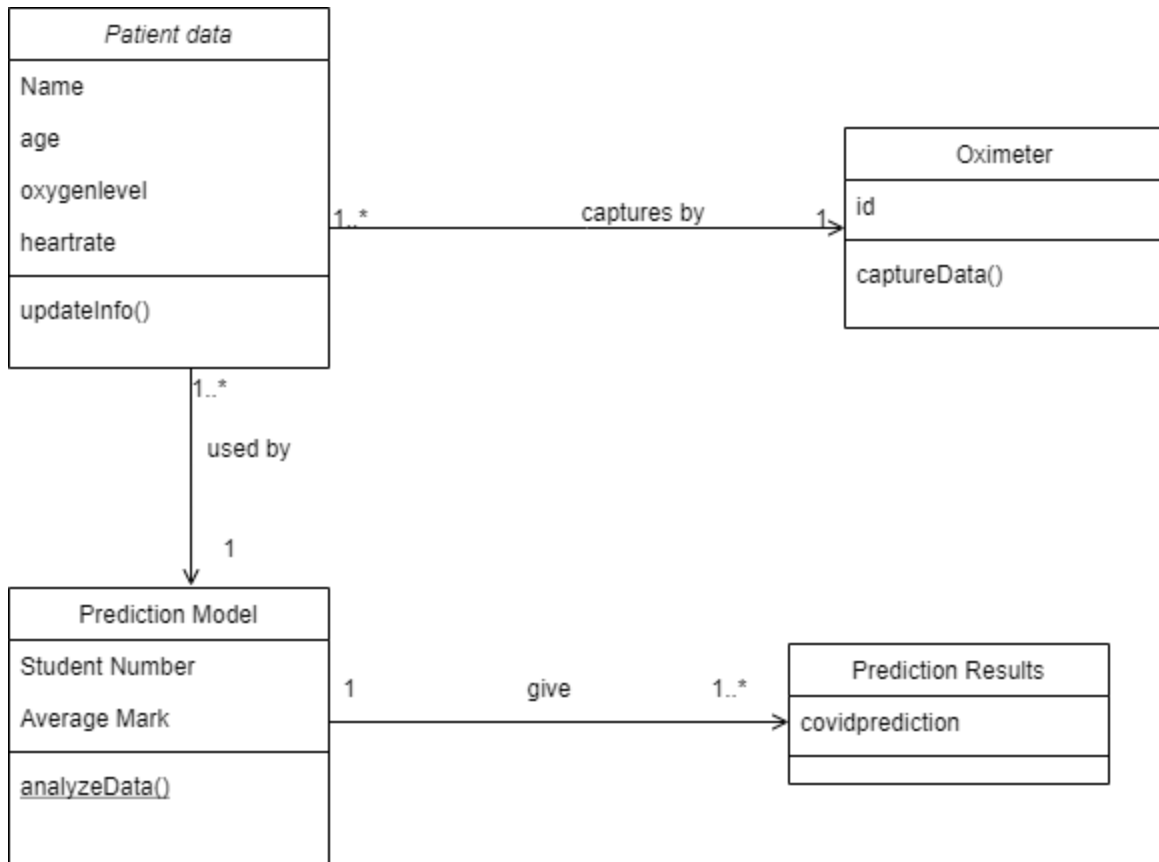 Patient data
Name
age
oxygenlevel
heartrate
updateInfo()
1..*
captures by
1
Oximeter
id
captureData()
1..*
used by
1
Prediction Model
Student Number
Average Mark
analyzeData()
1
give
1..*
Prediction Results
covidprediction